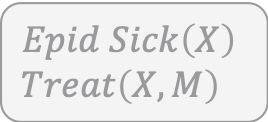 Epid Sick(X)
Treat(X, M)